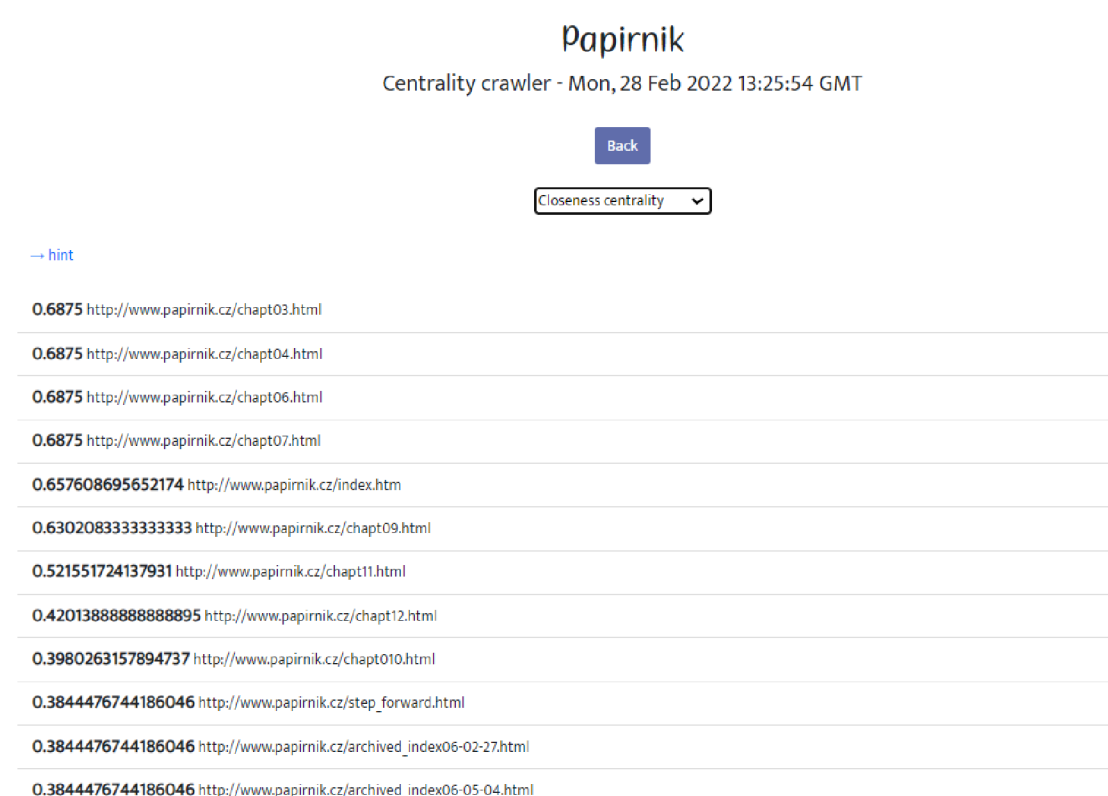 Papirnik
Centrality crawler - Mon, 28 Feb 2022 13:25:54 GMT
Back
Closeness centrality
→ hint
0.6875 http://www.papirnik.cz/chapt03.html
0.6875 http://www.papirnik.cz/chapt04.html
0.6875 http://www.papirnik.cz/chapt06.html
0.6875 http://www.papirnik.cz/chapt07.html
0.657608695652174 http://www.papirnik.cz/index.htm
0.6302083333333333 http://www.papirnik.cz/chapt09.html
0.521551724137931 http://www.papirnik.cz/chapt11.html
0.42013888888888895 http://www.papirnik.cz/chapt12.html
0.3980263157894737 http://www.papirnik.cz/chapt010.html
0.3844476744186046 http://www.papirnik.cz/step_forward.html
0.3844476744186046 http://www.papirnik.cz/archived_index06-02-27.html
0.3844476744186046 http://www.papirnik.cz/archived_index06-05-04.html